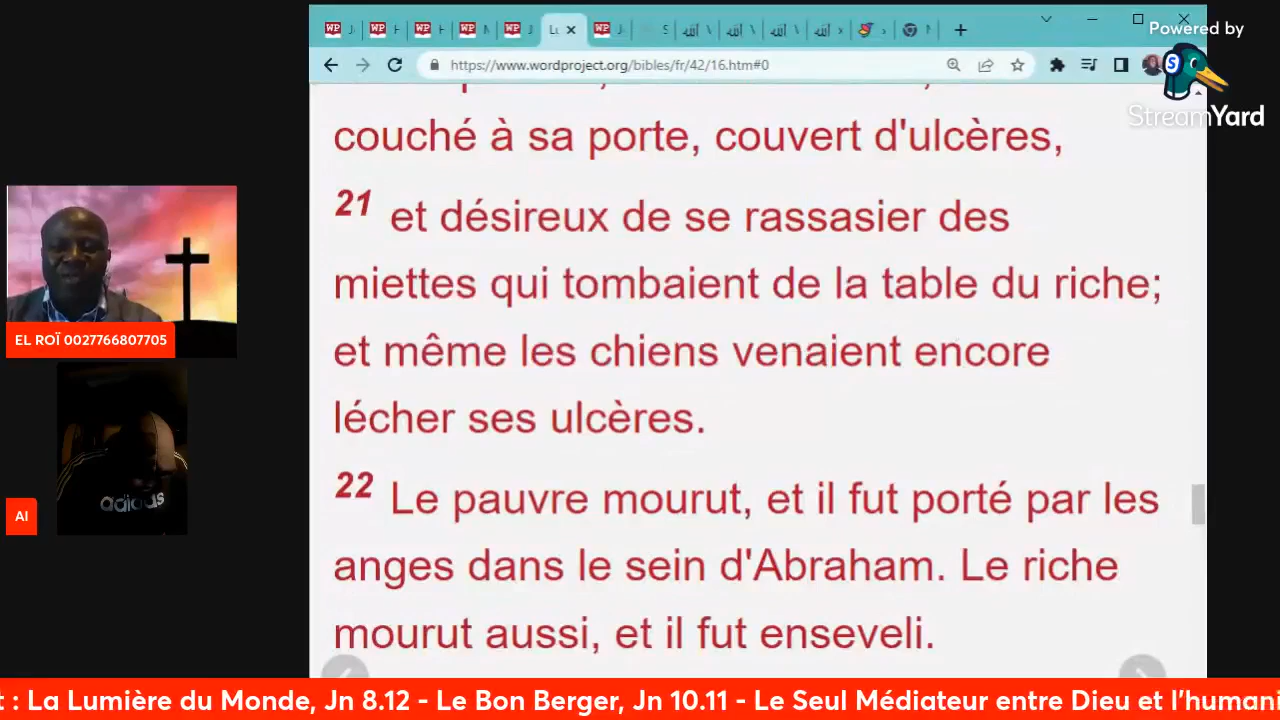 Powered by
StreamYard
https://www.wordproject.org/bibles/fr/42/16.htm#0
couché à sa porte, couvert d'ulcères,
21 et désireux de se rassasier des
miettes qui tombaient de la table du riche;
et même les chiens venaient encore
lécher ses ulcères.
22 Le pauvre mourut, et il fut porté par les
anges dans le sein d'Abraham. Le riche
mourut aussi, et il fut enseveli.
EL ROÏ 0027766807705
adidas
AI
t : La Lumière du Monde, Jn 8.12 - Le Bon Berger, Jn 10.11 - Le Seul Médiateur entre Dieu et l'humani